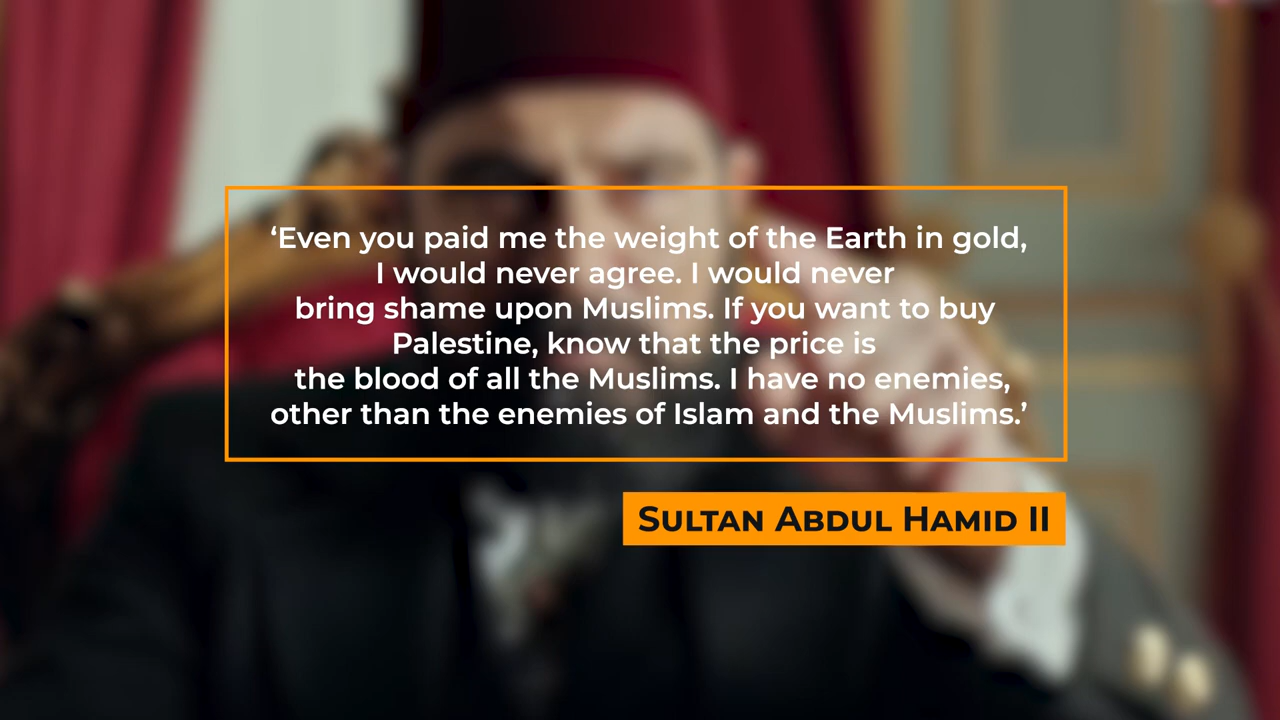 ‘Even you paid me the weight of the Earth in gold,
I would never agree. I would never
bring shame upon Muslims. If you want to buy
Palestine, know that the price is
the blood of all the Muslims. I have no enemies,
other than the enemies of Islam and the Muslims.’
Sultan Abdul Hamid II